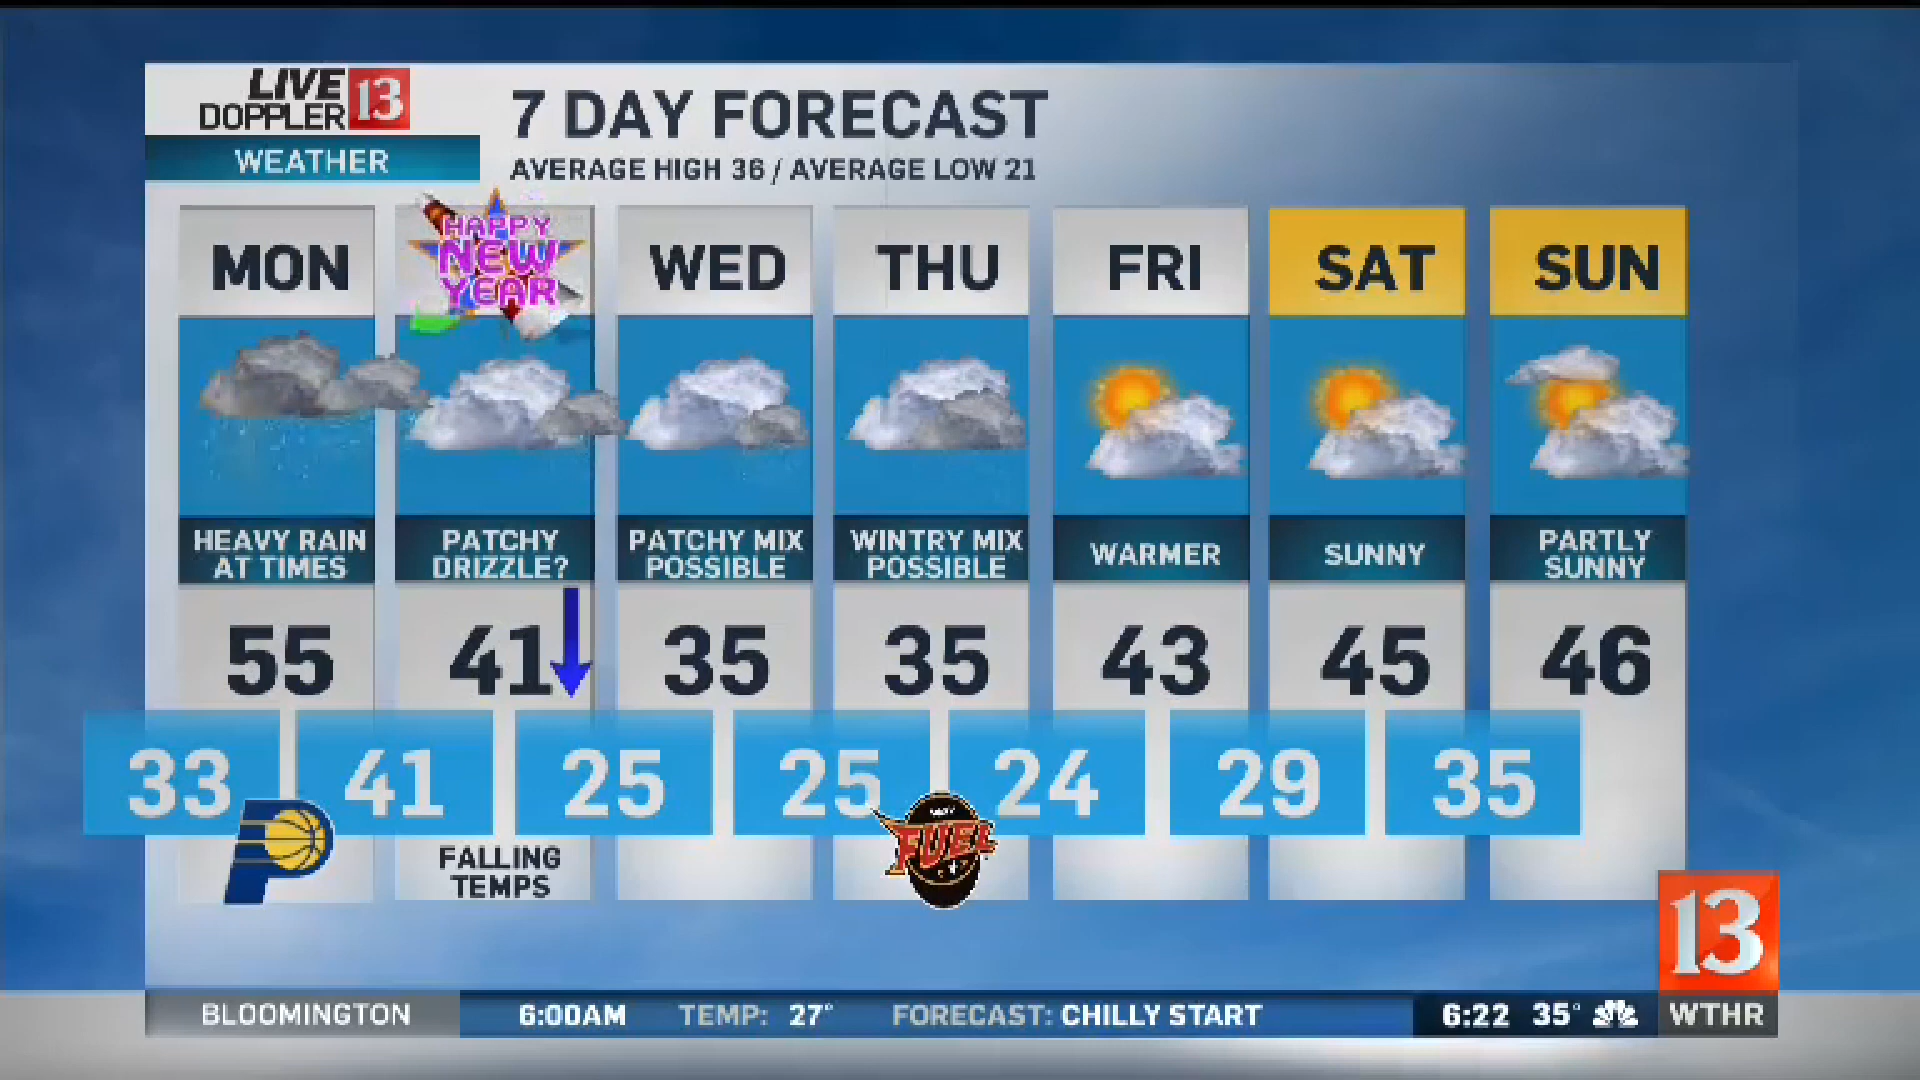 LIVE
DOPPLER 13
WEATHER
7 DAY FORECAST
AVERAGE HIGH 36 / AVERAGE LOW 21
MON
HAPPY
NEW
YEAR
WED
THU
FRI
SAT
SUN
HEAVY RAIN
AT TIMES
PATCHY
DRIZZLE?
PATCHY MIX
POSSIBLE
WINTRY MIX
POSSIBLE
WARMER
SUNNY
PARTLY
SUNNY
55
41
35
35
43
45
46
33
41
25
25
24
29
35
FUEL
FALLING
TEMPS
13
WTHR
BLOOMINGTON
6:00AM TEMP: 27° FORECAST: CHILLY START
6:22 35°